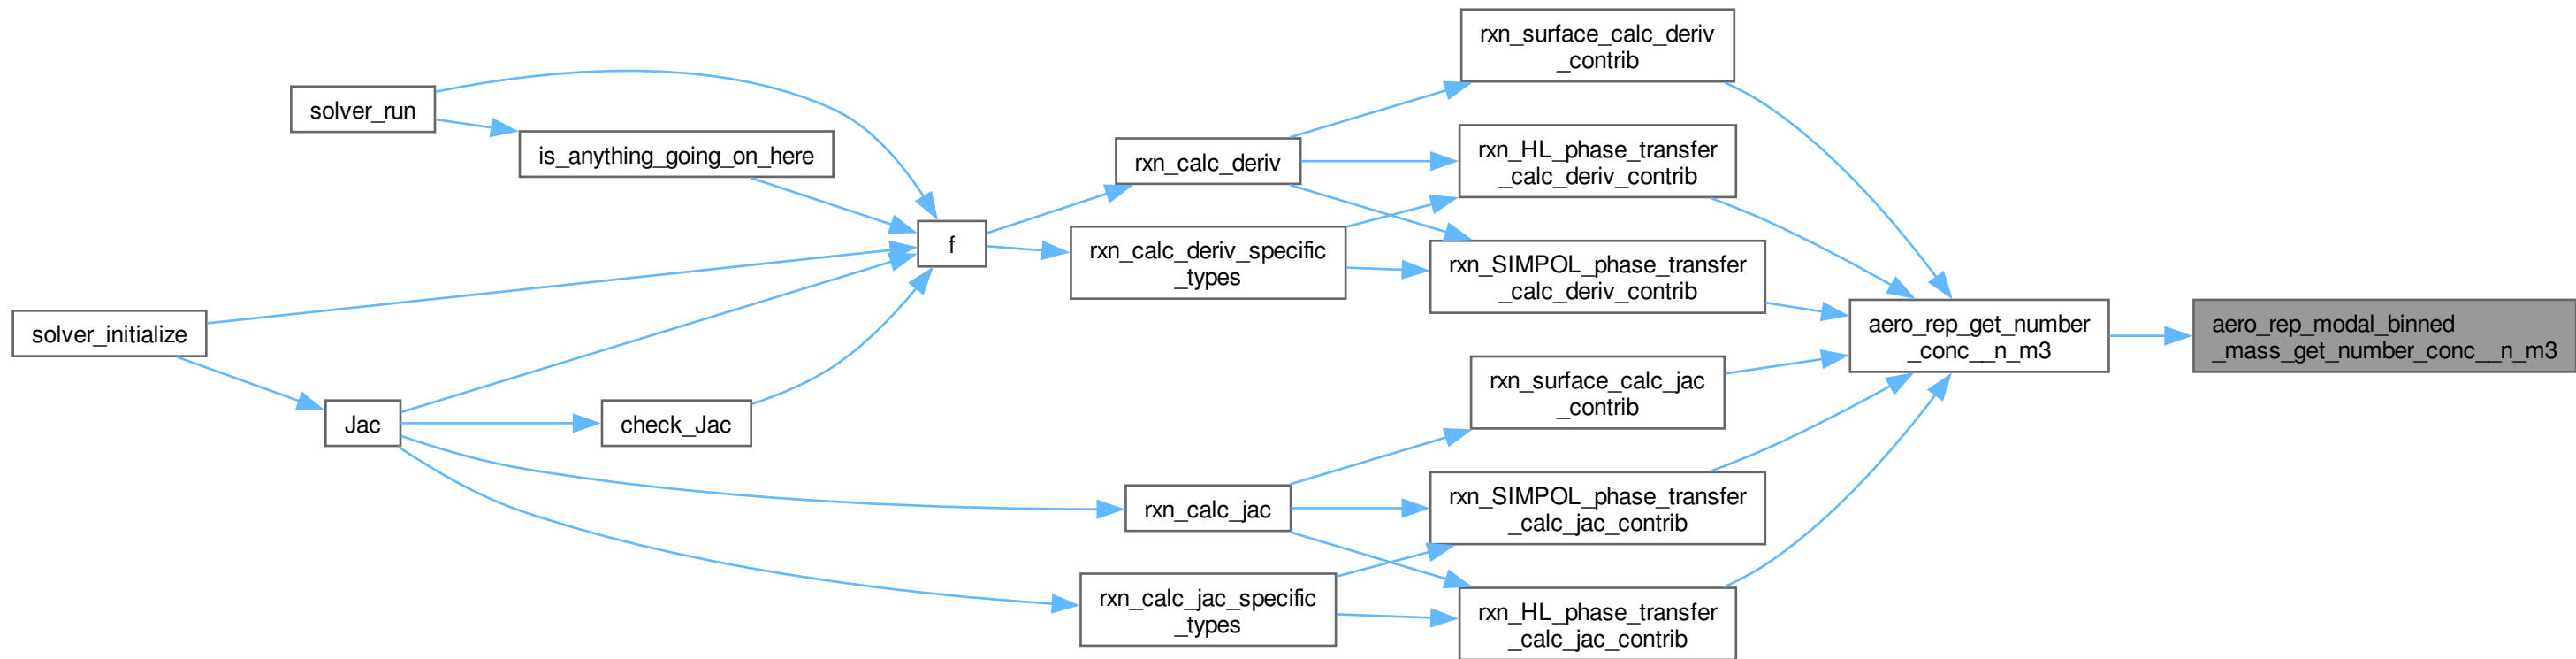 rxn_surface_calc_deriv
_contrib
solver_run
is_anything_going_on_here
rxn_calc_deriv
rxn_HL_phase_transfer
_calc_deriv_contrib
f
rxn_calc_deriv_specific
_types
rxn_SIMPOL_phase_transfer
_calc_deriv_contrib
solver_initialize
aero_rep_get_number
_conc__n_m3
aero_rep_modal_binned
_mass_get_number_conc__n_m3
Jac
check_Jac
rxn_surface_calc_jac
_contrib
rxn_calc_jac
rxn_SIMPOL_phase_transfer
_calc_jac_contrib
rxn_calc_jac_specific
_types
rxn_HL_phase_transfer
_calc_jac_contrib